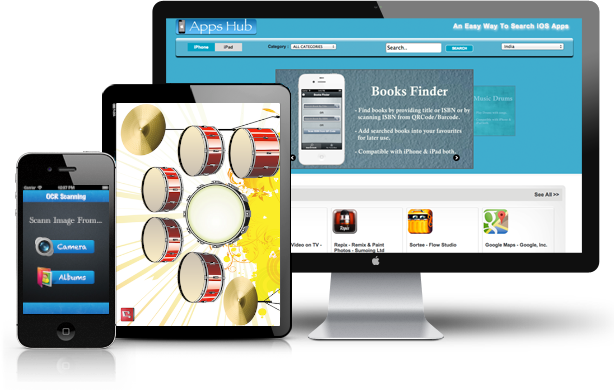 Apps Hub
An Easy Way To Search iOS Apps
iPhone
iPad
Category :
ALL CATEGORIES
Search..
SEARCH
India
Books Finder
- Find books by providing title or ISBN or by
scanning ISBN from QRCode/Barcode.
- Add searched books into your favourites
for later use.
- Compatible with iPhone & iPad both.
Music Drums
See All >>
Video on TV -
Repix - Remix & Paint
Photos - Sumoing Ltd
Sortee - Flow Studio
Google Maps - Google, Inc.
OCR Scanning
Scann Image From...
Camera
Albums